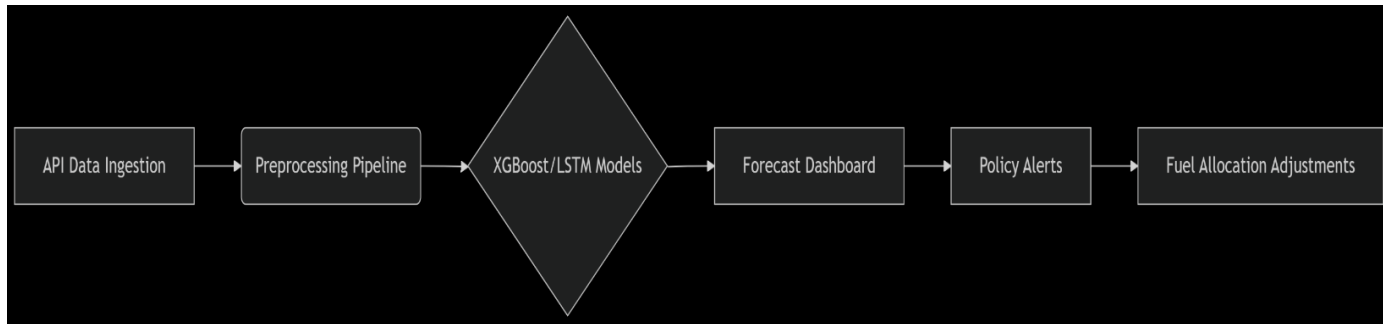 API Data Ingestion
Preprocessing Pipeline
XGBoost/LSTM Models
Forecast Dashboard
Policy Alerts
Fuel Allocation Adjustments